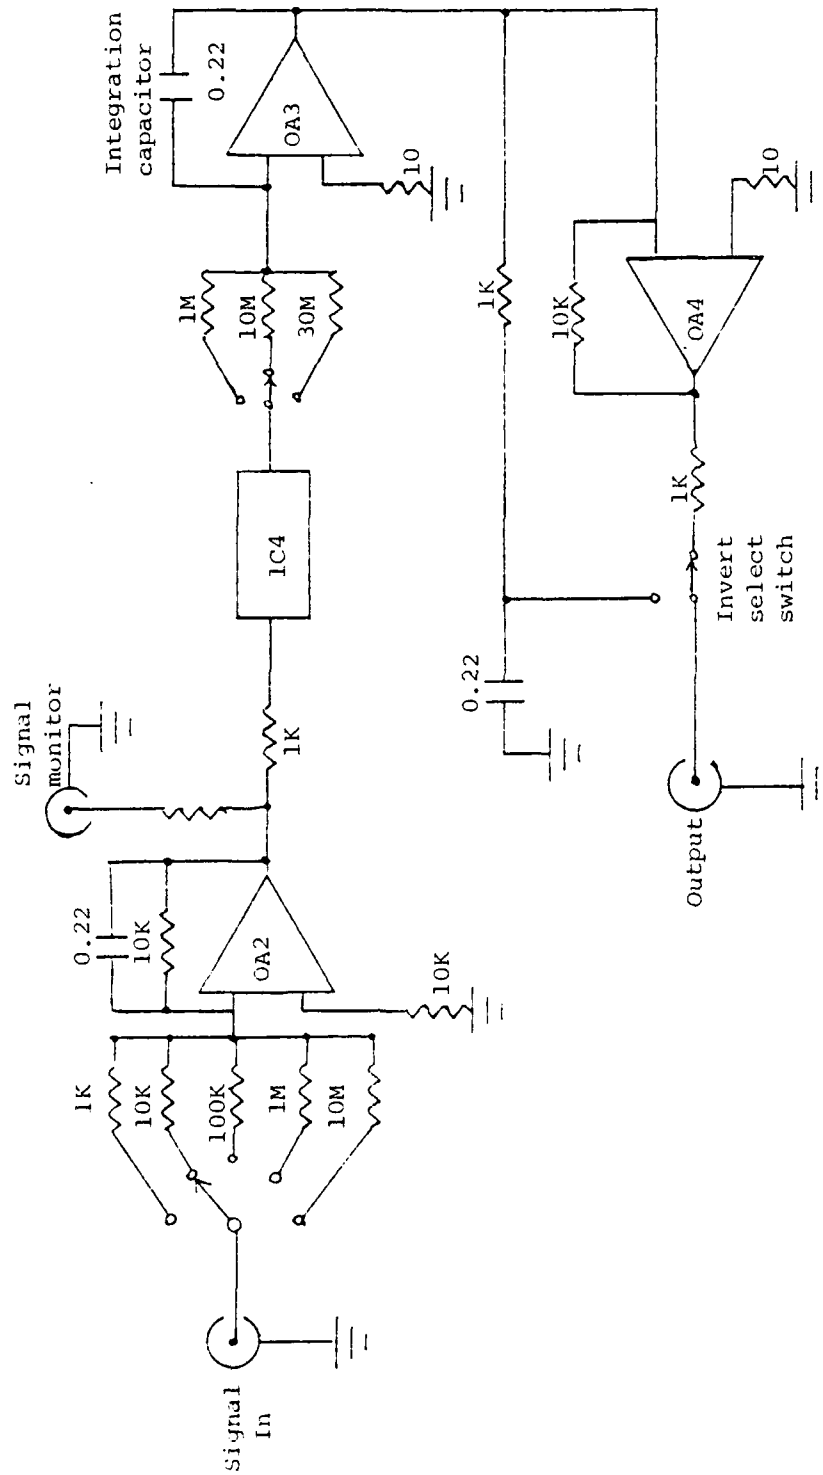 Signal
In
1K
10K
100K
1M
10M
0.22
10K
OA2
10K
Signal
monitor
1K
1C4
1M
10M
30M
Integration
capacitor
0.22
OA3
10
1K
0.22
10K
OA4
10
1K
Invert
select
switch
Output